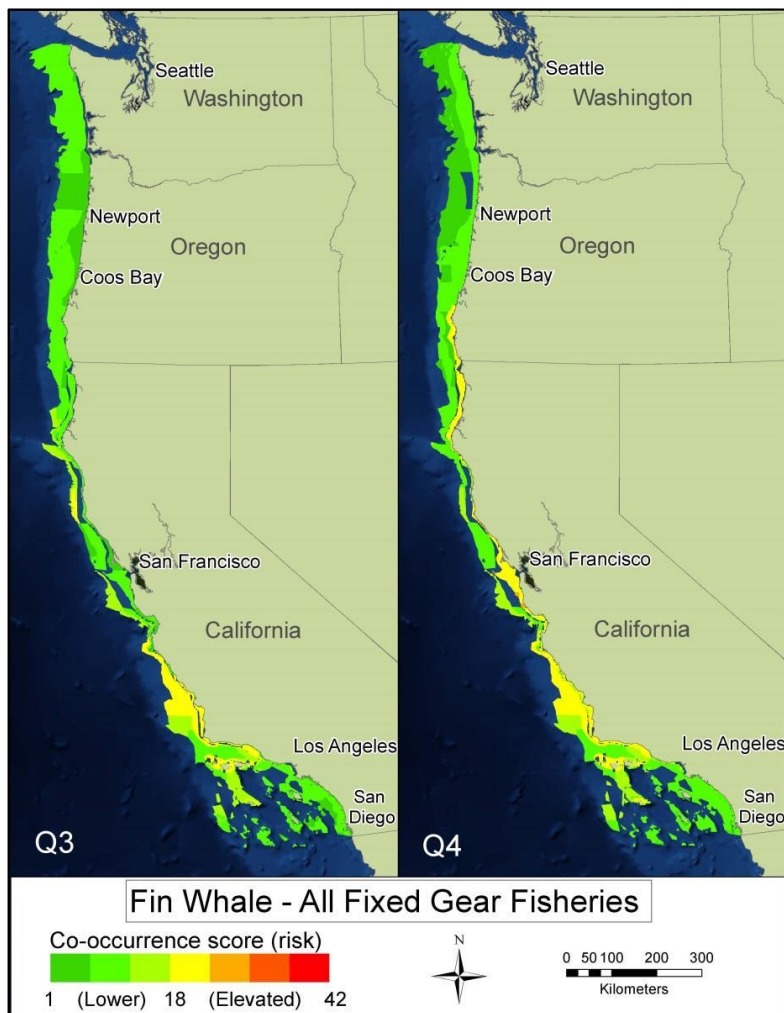 Seattle
Washington
Newport
Oregon
Coos Bay
San Francisco
California
Los Angeles
San
Diego
Q3
Seattle
Washington
Newport
Oregon
Coos Bay
San Francisco
California
Los Angeles
San
Diego
Q4
Fin Whale - All Fixed Gear Fisheries
Co-occurrence score (risk)
1 (Lower) 18 (Elevated) 42
N
0 50 100 200 300
Kilometers